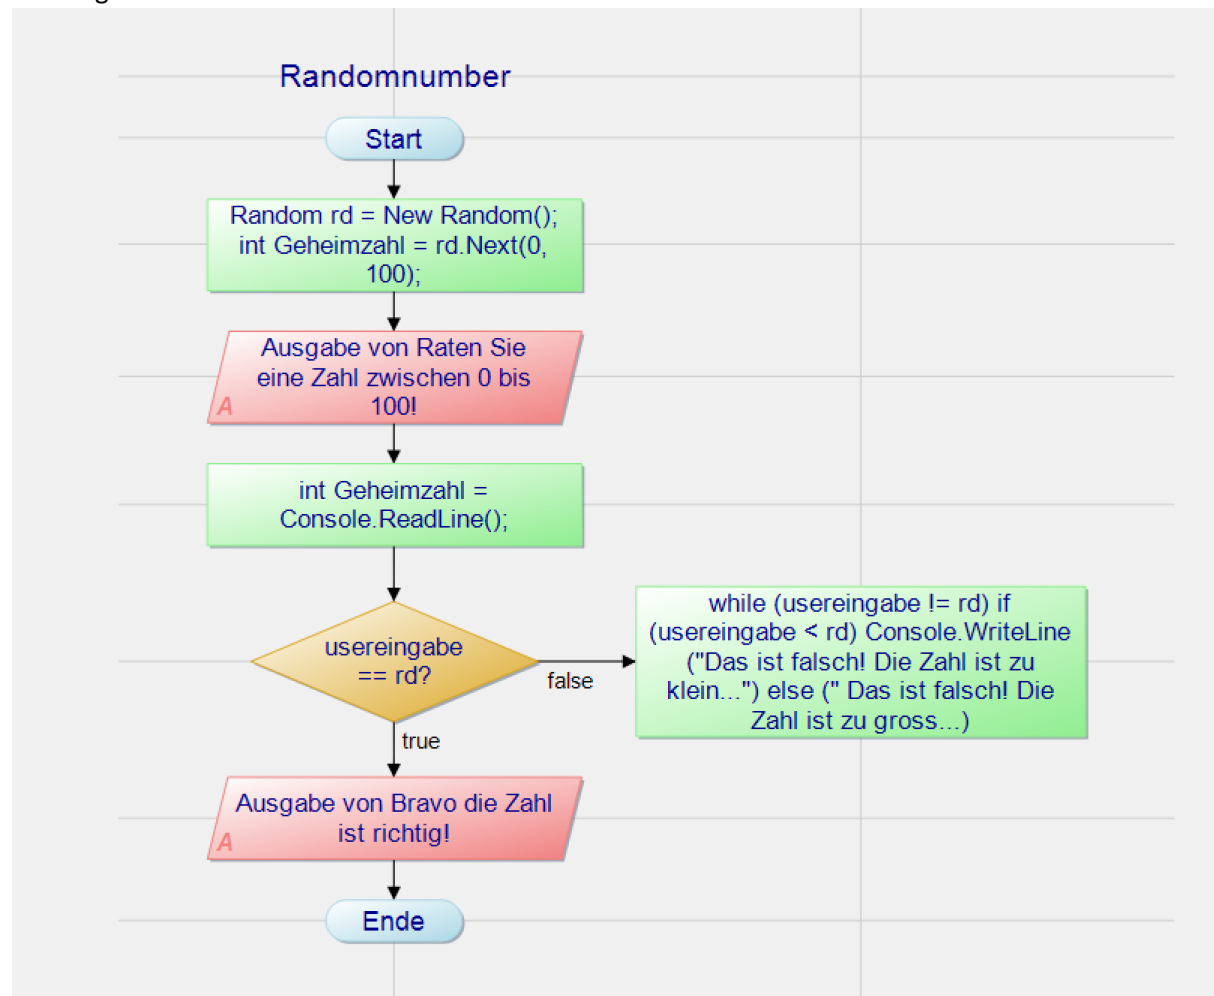 Randomnumber
Start
Random rd = New Random();
int Geheimzahl = rd.Next(0,
100);
Ausgabe von Raten Sie
eine Zahl zwischen 0 bis
100!
A
int Geheimzahl =
Console.ReadLine();
usereingabe
== rd?
false
while (usereingabe != rd) if
(usereingabe < rd) Console.WriteLine
("Das ist falsch! Die Zahl ist zu
klein...") else (" Das ist falsch! Die
Zahl ist zu gross...)
true
Ausgabe von Bravo die Zahl
ist richtig!
A
Ende